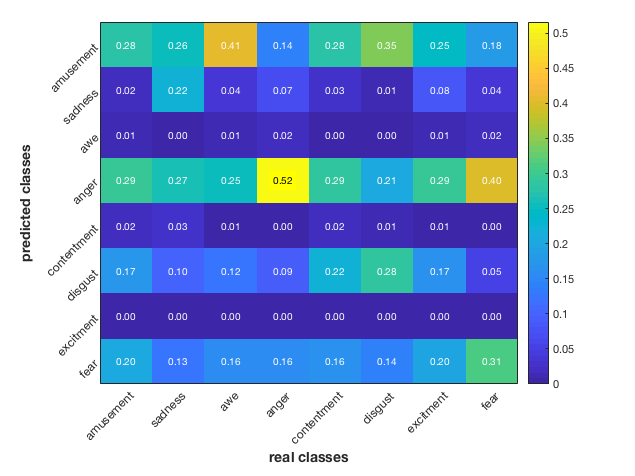 amusement 0.28 0.26 0.41 0.14 0.28 0.35 0.25 0.18
sadness 0.02 0.22 0.04 0.07 0.03 0.01 0.08 0.04
awe 0.01 0.00 0.01 0.02 0.00 0.00 0.01 0.02
anger 0.29 0.27 0.25 0.52 0.29 0.21 0.29 0.40
contentment 0.02 0.03 0.01 0.00 0.02 0.01 0.01 0.00
disgust 0.17 0.10 0.12 0.09 0.22 0.28 0.17 0.05
excitment 0.00 0.00 0.00 0.00 0.00 0.00 0.00 0.00
fear 0.20 0.13 0.16 0.16 0.16 0.14 0.20 0.31
amusement sadness awe anger contentment disgust excitment fear
real classes
predicted classes
0.5
0.45
0.4
0.35
0.3
0.25
0.2
0.15
0.1
0.05
0